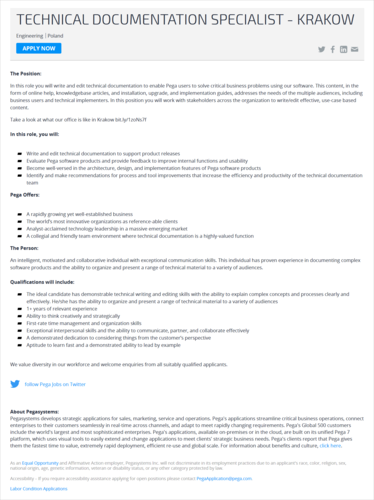 TECHNICAL DOCUMENTATION SPECIALIST - KRAKOW
Engineering | Poland
APPLY NOW
The Position:
In this role you will write and edit technical documentation to enable Pega users to solve critical business problems using our software. This content, in the
form of online help, knowledgebase articles, and installation, upgrade, and implementation guides, addresses the needs of the multiple audiences, including
business users and technical implementers. In this position you will work with stakeholders across the organization to write/edit effective, use-case based
content.
Take a look at what our office is like in Krakow bit.ly/1zoNs7f
In this role, you will:
Write and edit technical documentation to support product releases
Evaluate Pega software products and provide feedback to improve internal functions and usability
Become well-versed in the architecture, design, and implementation features of Pega software products
Identify and make recommendations for process and tool improvements that increase the efficiency and productivity of the technical documentation
team
Pega Offers:
A rapidly growing yet well-established business
The world's most innovative organizations as reference-able clients
Analyst acclaimed technology leadership in a massive emerging market
A collegial and friendly team environment where technical documentation is a highly-valued function
The Person:
An intelligent, motivated and collaborative individual with exceptional communication skills. This individual has proven experience in documenting complex
software products and the ability to organize and present a range of technical material to a variety of audiences.
Qualifications will include:
The ideal candidate has demonstrable technical writing and editing skills with the ability to explain complex concepts and processes clearly and
effectively. He/she has the ability to organize and present a range of technical material to a variety of audiences
1+ years of relevant experience
Ability to think creatively and strategically
First-rate time management and organization skills
Exceptional interpersonal skills and the ability to communicate, partner, and collaborate effectively
A demonstrated dedication to considering things from the customer's perspective
Aptitude to learn fast and a demonstrated ability to lead by example
We value diversity in our workforce and welcome enquiries from all suitably qualified applicants.
Follow Pega Jobs on Twitter
About Pegasystems:
Pegasystems develops strategic applications for sales, marketing, service and operations. Pega's applications streamline critical business operations, connect
enterprises to their customers seamlessly in real-time across channels, and adapt to meet rapidly changing requirements. Pega's Global 500 customers
include the world's largest and most sophisticated enterprises. Pega's applications, available on-premises or in the cloud, are built on its unified Pega 7
platform, which uses visual tools to easily extend and change applications to meet clients' strategic business needs. Pega's clients report that Pega gives
them the fastest time to value, extremely rapid deployment, efficient re-use and global scale. For information about benefits and culture, click here.
As an Equal Opportunity and Affirmative Action employer, Pegasystems Inc. will not discriminate in its employment practices due to an applicant's race, color, religion, sex,
national origin, age, genetic information, veteran or disability status, or any other category protected by law.
Accessibility - If you require accessibility assistance applying for open positions please contact PegaApplication@pega.com.
Labor Condition Applications